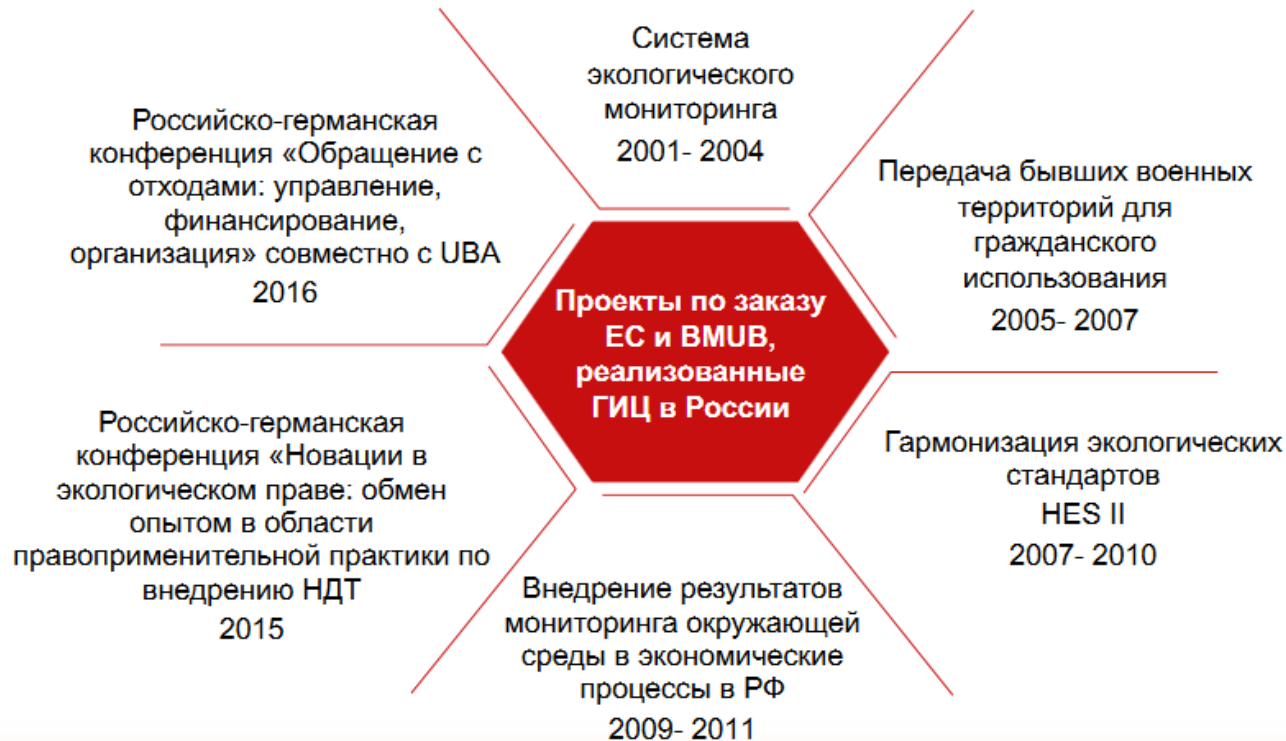 Система
экологического
мониторинга
2001- 2004
Передача бывших военных
территорий для
гражданского
использования
2005- 2007
Гармонизация экологических
стандартов
HES II
2007- 2010
Внедрение результатов
мониторинга окружающей
среды в экономические
процессы в РФ
2009- 2011
Российско-германская
конференция «Новации в
экологическом праве: обмен
опытом в области
правоприменительной практики по
внедрению НДТ
2015
Российско-германская
конференция «Обращение с
отходами: управление,
финансирование,
организация» совместно с UBA
2016
Проекты по заказу
ЕС и BMUB,
реализованные
ГИЦ в России